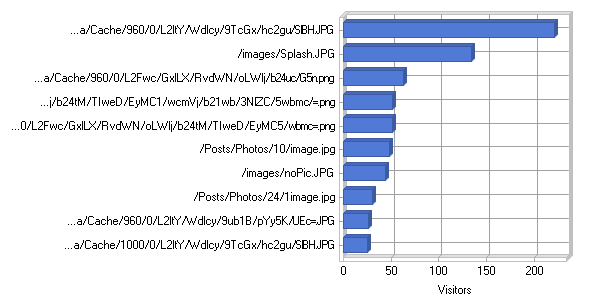 ...a/Cache/960/0/L2ltY/Wdlcy/9TcGx/hc2gu/SlBHJPG
/images/Splash.JPG
...a/Cache/960/0/L2Fwc/GxlLX/RvdWN/oLWlj/b24uc/G5n.png
...j/b24tM/TIweD/EyMC1/wcmVj/b21wb/3NlZC/5wbmc/=.png
...0/L2Fwc/GxlLX/RvdWN/oLWlj/b24tM/TIweD/EyMC5/wbmc=.png
/Posts/Photos/10/image.jpg
/images/noPic.JPG
/Posts/Photos/24/1image.jpg
...a/Cache/960/0/L2ltY/Wdlcy/9ub1B/pYy5K/UEc=JPG
...a/Cache/1000/0/L2ltY/Wdlcy/9TcGx/hc2gu/SlBHJPG
0 50 100 150 200
Visitors